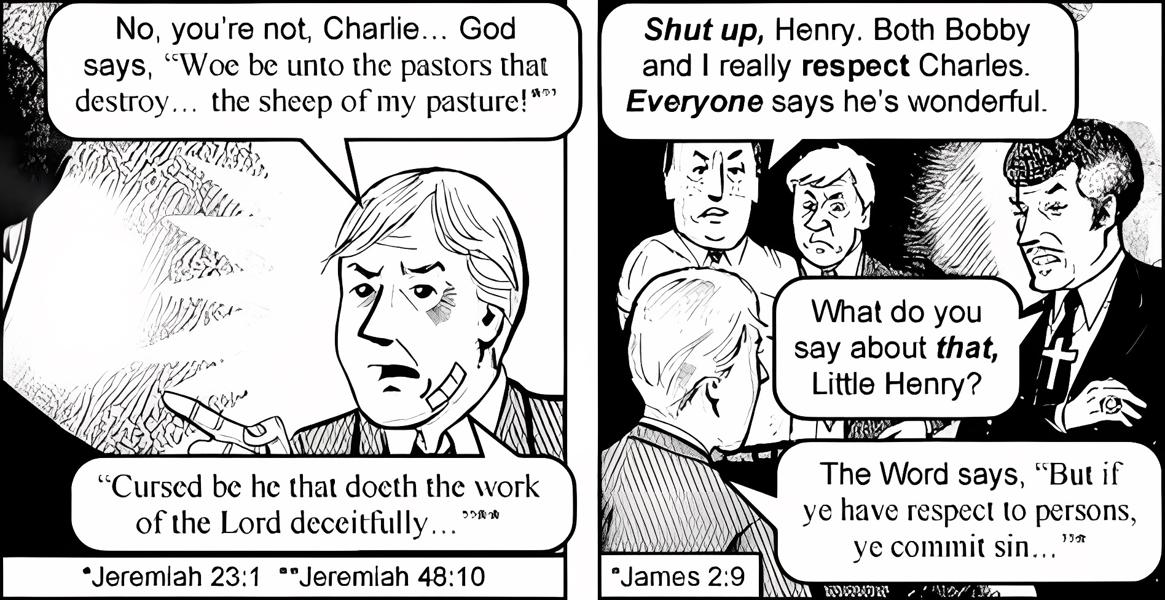 No, you're not, Charlie... God
says, “Woe be unto the pastors that
destroy... the sheep of my pasture!”*
“Cursed be he that doeth the work
of the Lord deceitfully...”**
*Jeremiah 23:1 **Jeremiah 48:10
Shut up, Henry. Both Bobby
and I really respect Charles.
Everyone says he's wonderful.
What do you
say about that,
Little Henry?
The Word says, “But if
ye have respect to persons,
ye commit sin...”*
*James 2:9